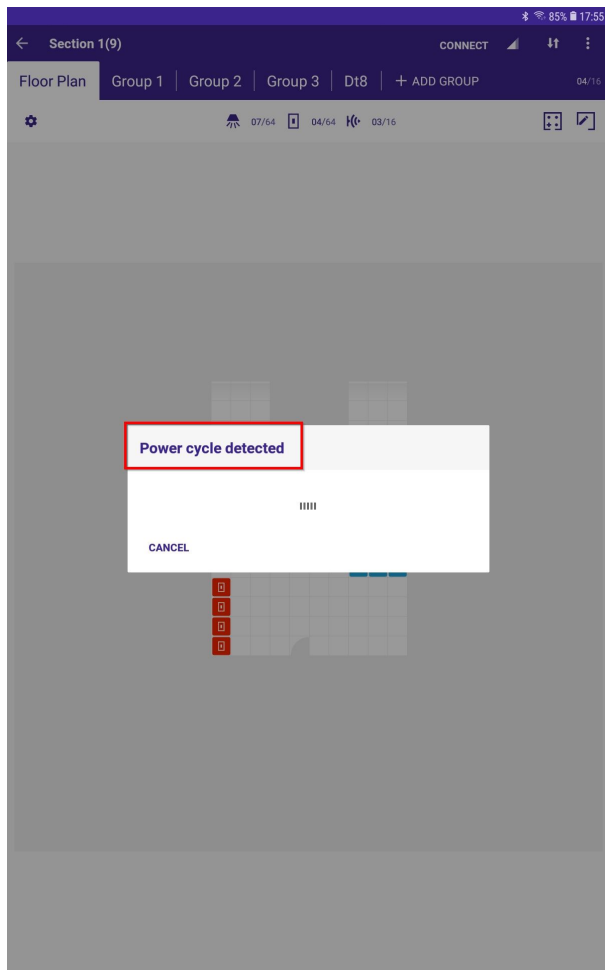 85% 17:55
Section 1(9) CONNECT
Floor Plan Group 1 Group 2 Group 3 Dt8 + ADD GROUP 04/16
07/64 04/64 03/16
Power cycle detected
CANCEL